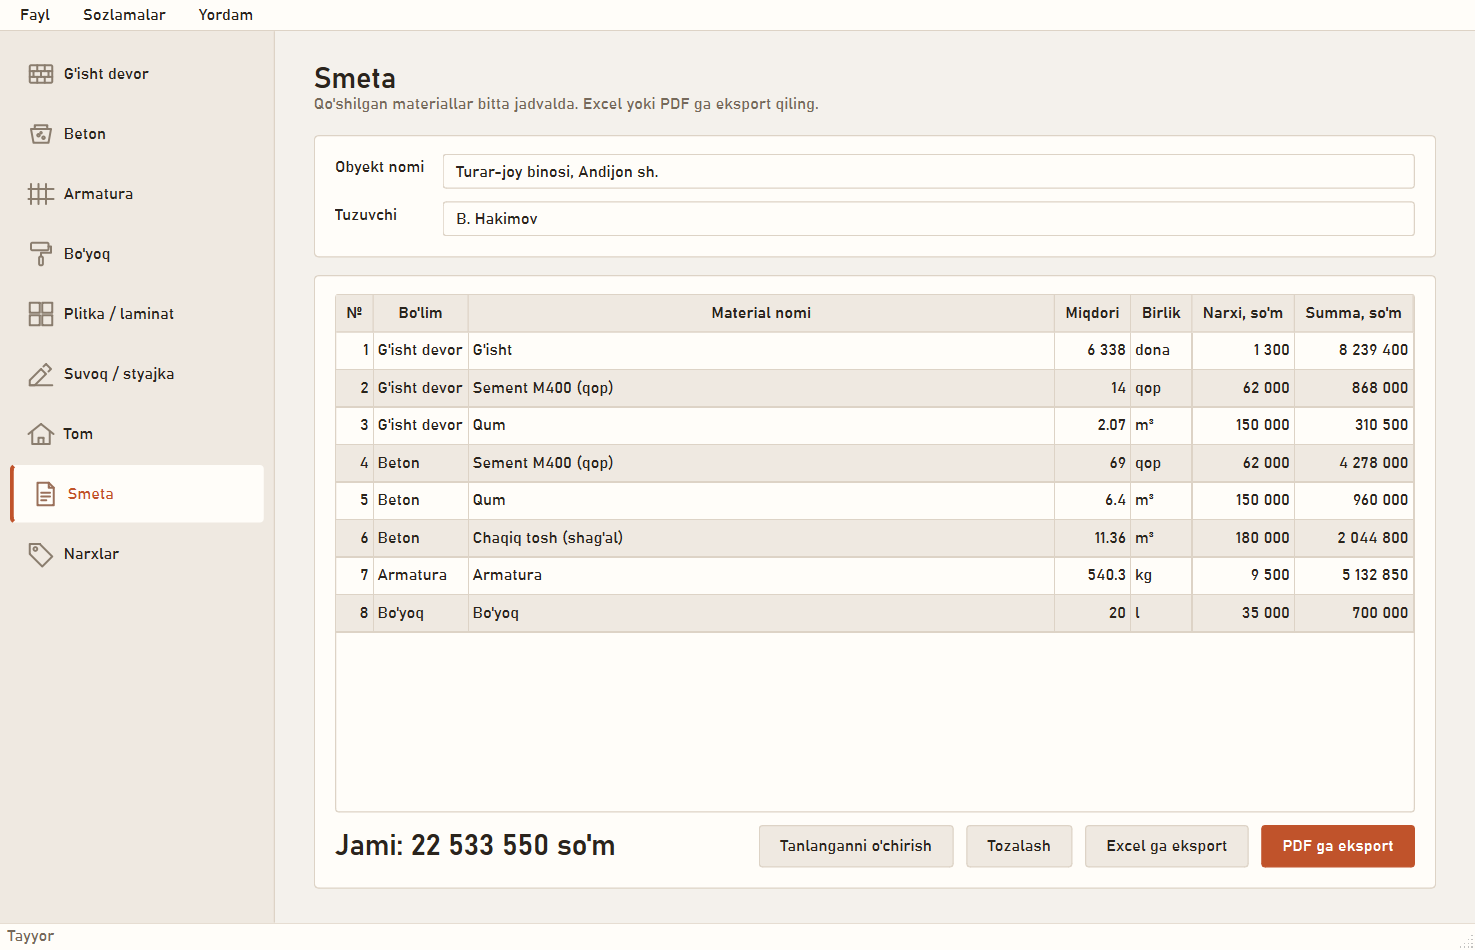 Fayl Sozlamalar Yordam
G'isht devor
Beton
Armatura
Bo'yoq
Plitka / laminat
Suvoq / styajka
Tom
Smeta
Narxlar
Smeta
Qo'shilgan materiallar bitta jadvalda. Excel yoki PDF ga eksport qiling.
Obyekt nomi Turar-joy binosi, Andijon sh.
Tuzuvchi B. Hakimov
№ Bo'lim Material nomi Miqdori Birlik Narxi, so'm Summa, so'm
1 G'isht devor G'isht 6 338 dona 1 300 8 239 400
2 G'isht devor Sement M400 (qop) 14 qop 62 000 868 000
3 G'isht devor Qum 2.07 m³ 150 000 310 500
4 Beton Sement M400 (qop) 69 qop 62 000 4 278 000
5 Beton Qum 6.4 m³ 150 000 960 000
6 Beton Chaqiq tosh (shag'al) 11.36 m³ 180 000 2 044 800
7 Armatura Armatura 540.3 kg 9 500 5 132 850
8 Bo'yoq Bo'yoq 20 l 35 000 700 000
Jami: 22 533 550 so'm Tanlanganni o'chirish Tozalash Excel ga eksport PDF ga eksport
Tayyor